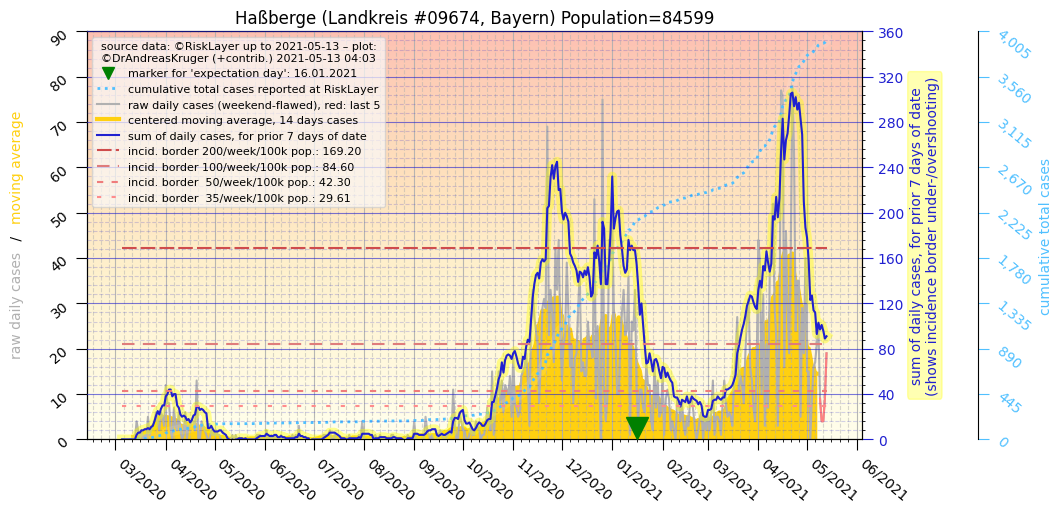 Haßberge (Landkreis #09674, Bayern) Population=84599
source data: ©RiskLayer up to 2021-05-13 – plot:
©DrAndreasKruger (+contrib.) 2021-05-13 04:03
marker for 'expectation day': 16.01.2021
cumulative total cases reported at RiskLayer
raw daily cases (weekend-flawed), red: last 5
centered moving average, 14 days cases
sum of daily cases, for prior 7 days of date
incid. border 200/week/100k pop.: 169.20
incid. border 100/week/100k pop.: 84.60
incid. border  50/week/100k pop.: 42.30
incid. border  35/week/100k pop.: 29.61
raw daily cases / moving average
90
80
70
60
50
40
30
20
10
0
360
320
280
240
200
160
120
80
40
0
sum of daily cases, for prior 7 days of date
(shows incidence border under-/overshooting)
4,005
3,560
3,115
2,670
2,225
1,780
1,335
890
445
0
cumulative total cases
03/2020
04/2020
05/2020
06/2020
07/2020
08/2020
09/2020
10/2020
11/2020
12/2020
01/2021
02/2021
03/2021
04/2021
05/2021
06/2021